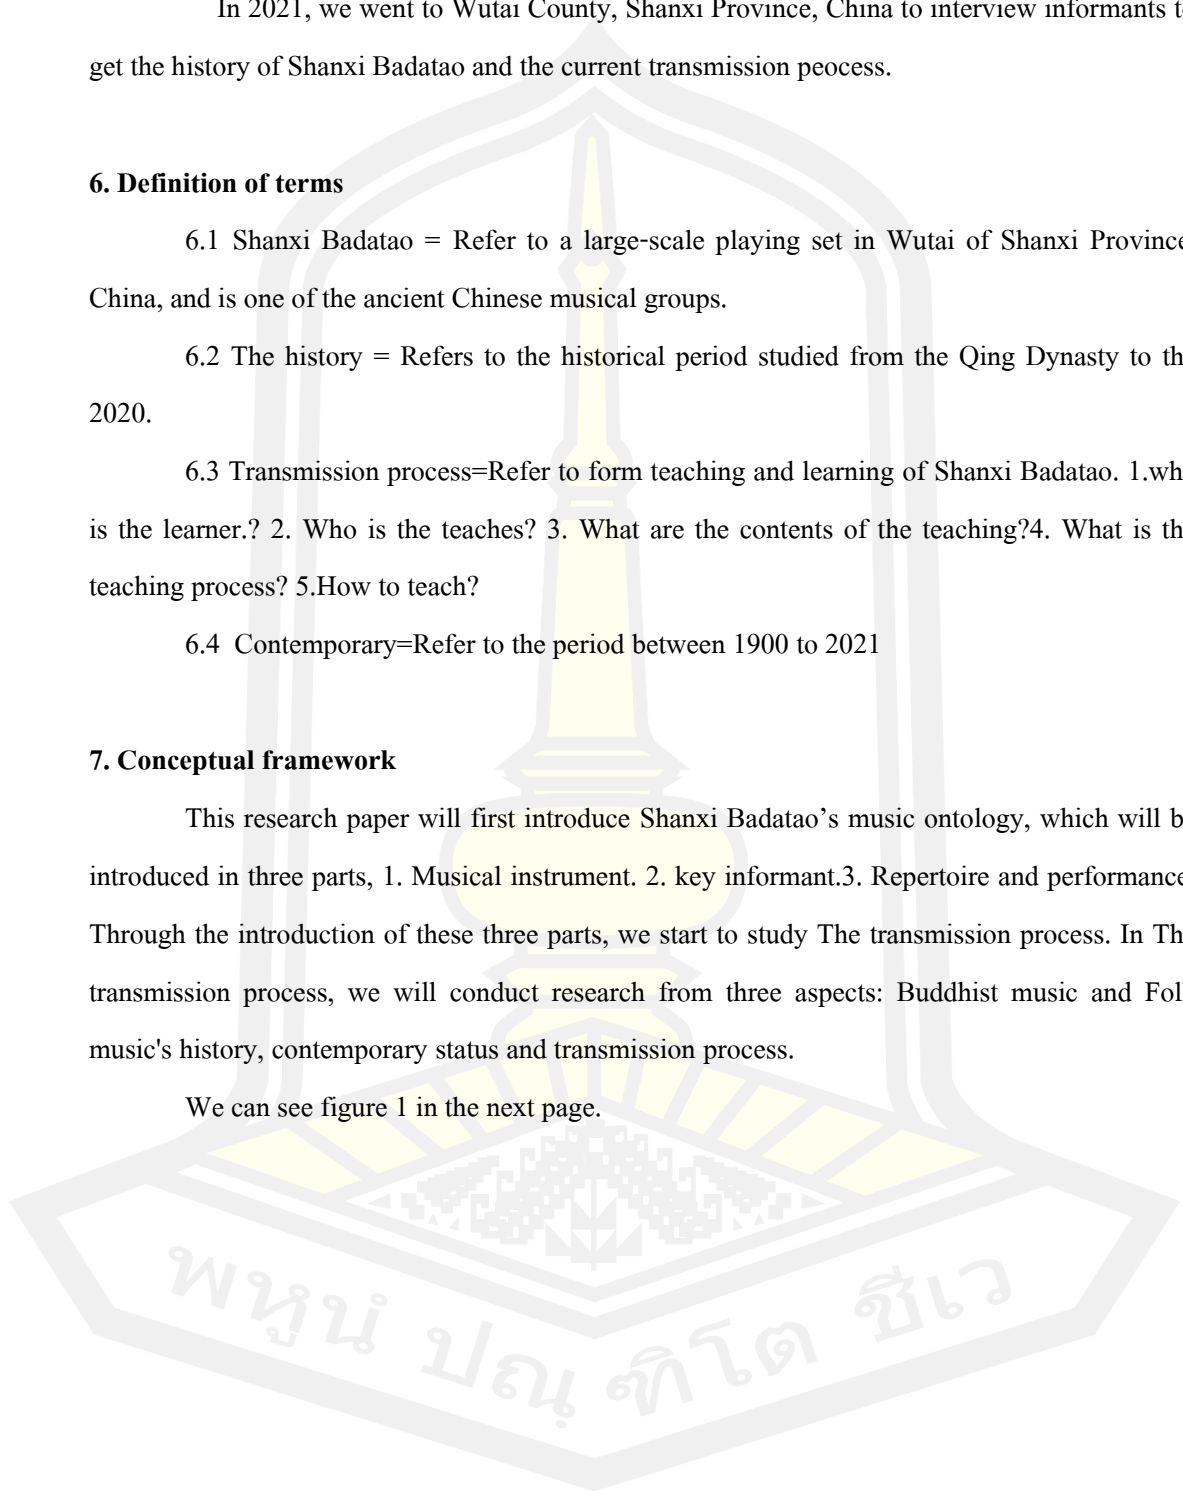 In 2021, we went to Wutai County, Shanxi Province, China to interview informants t
get the history of Shanxi Badatao and the current transmission peocess.
6. Definition of terms
6.1 Shanxi Badatao = Refer to a large-scale playing set in Wutai of Shanxi Province
China, and is one of the ancient Chinese musical groups.
6.2 The history = Refers to the historical period studied from the Qing Dynasty to th
2020.
6.3 Transmission process=Refer to form teaching and learning of Shanxi Badatao. 1.wh
is the learner.? 2. Who is the teaches? 3. What are the contents of the teaching?4. What is th
teaching process? 5.How to teach?
6.4 Contemporary=Refer to the period between 1900 to 2021
7. Conceptual framework
This research paper will first introduce Shanxi Badatao’s music ontology, which will b
introduced in three parts, 1. Musical instrument. 2. key informant.3. Repertoire and performance
Through the introduction of these three parts, we start to study The transmission process. In Th
transmission process, we will conduct research from three aspects: Buddhist music and Fol
music's history, contemporary status and transmission process.
We can see figure 1 in the next page.
พหูนํ ปณฺฑิโต ชีเว